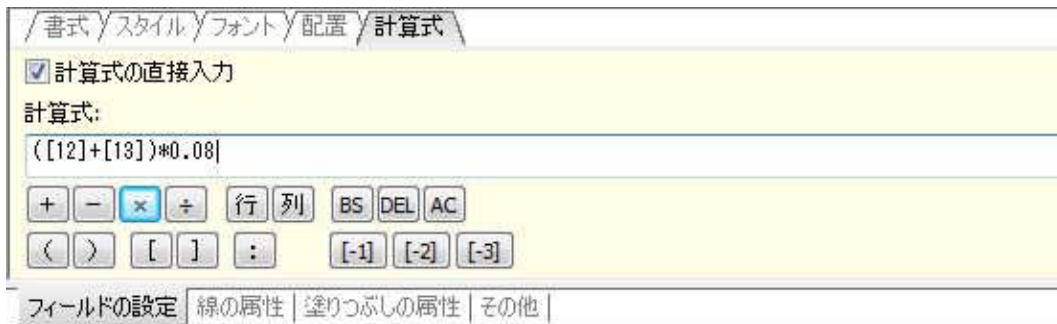 書式 スタイル フォント 配置 計算式
計算式の直接入力
計算式:
([12]+[13])*0.08
+ - × ÷ 行 列 BS DEL AC
( ) [ ] : [-1] [-2] [-3]
フィールドの設定 線の属性 塗りつぶしの属性 その他